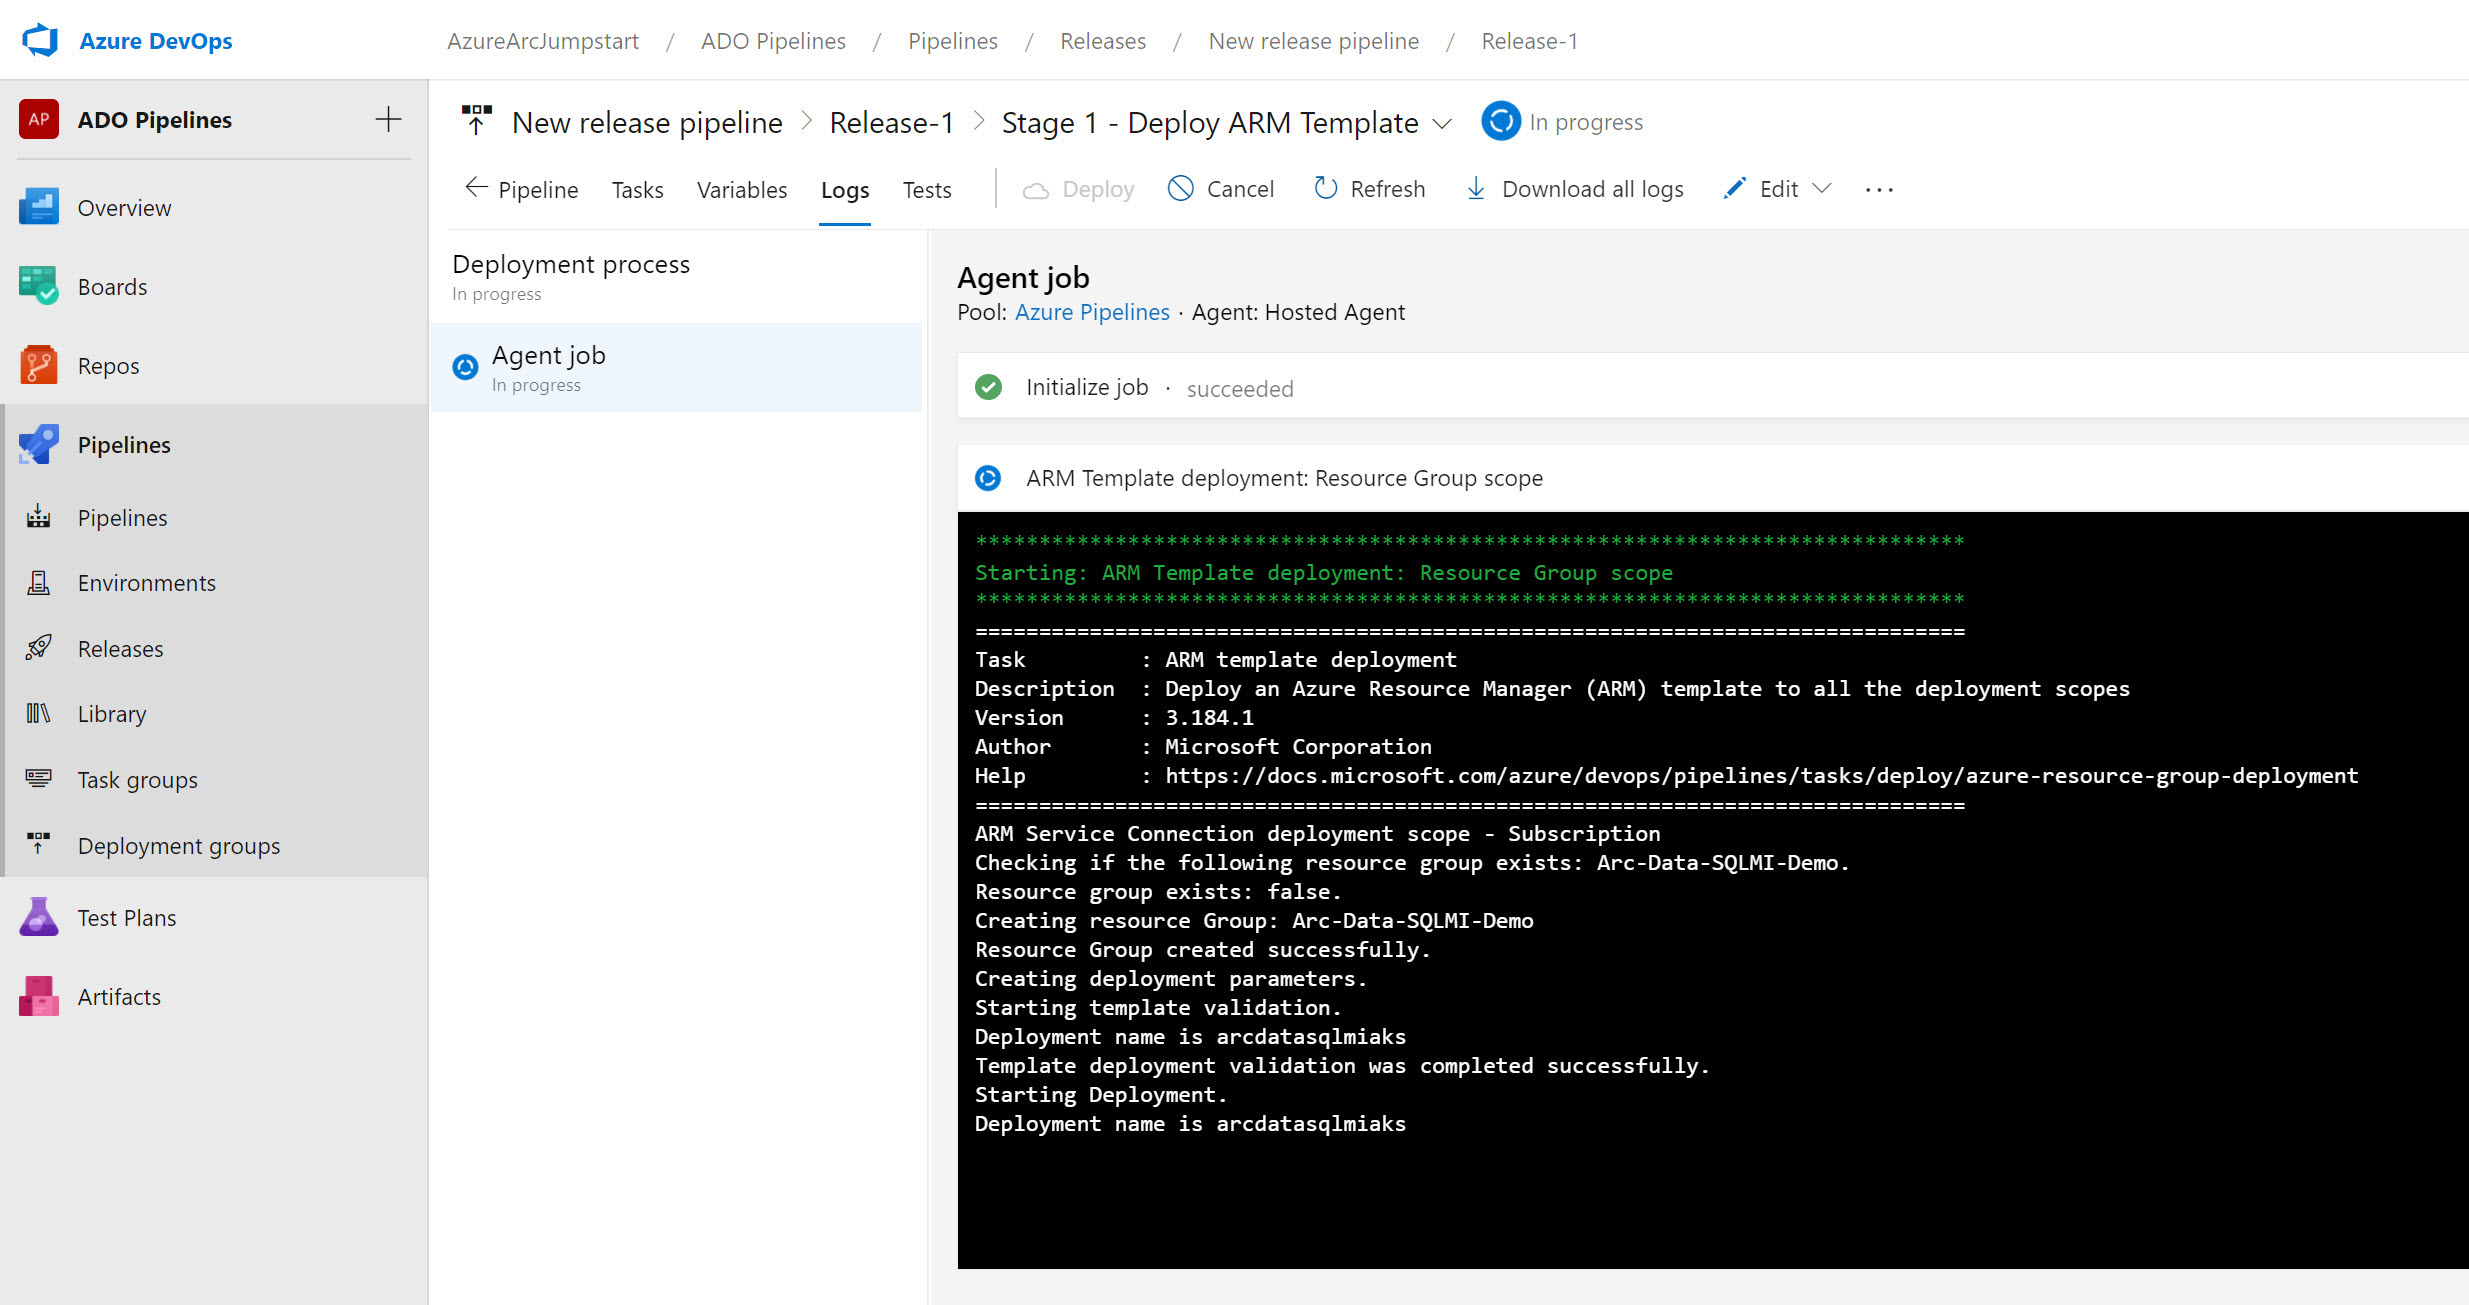 Azure DevOps
AzureArcJumpstart / ADO Pipelines / Pipelines / Releases / New release pipeline / Release-1
AP ADO Pipelines
Overview
Boards
Repos
Pipelines
Pipelines
Environments
Releases
Library
Task groups
Deployment groups
Test Plans
Artifacts
New release pipeline > Release-1 > Stage 1 - Deploy ARM Template In progress
Pipeline Tasks Variables Logs Tests Deploy Cancel Refresh Download all logs Edit ...
Deployment process
In progress
Agent job
In progress
Agent job
Pool: Azure Pipelines · Agent: Hosted Agent
Initialize job · succeeded
ARM Template deployment: Resource Group scope
******************************************************************************
Starting: ARM Template deployment: Resource Group scope
******************************************************************************
==============================================================================
Task         : ARM template deployment
Description  : Deploy an Azure Resource Manager (ARM) template to all the deployment scopes
Version      : 3.184.1
Author       : Microsoft Corporation
Help         : https://docs.microsoft.com/azure/devops/pipelines/tasks/deploy/azure-resource-group-deployment
==============================================================================
ARM Service Connection deployment scope - Subscription
Checking if the following resource group exists: Arc-Data-SQLMI-Demo.
Resource group exists: false.
Creating resource Group: Arc-Data-SQLMI-Demo
Resource Group created successfully.
Creating deployment parameters.
Starting template validation.
Deployment name is arcdatasqlmiaks
Template deployment validation was completed successfully.
Starting Deployment.
Deployment name is arcdatasqlmiaks